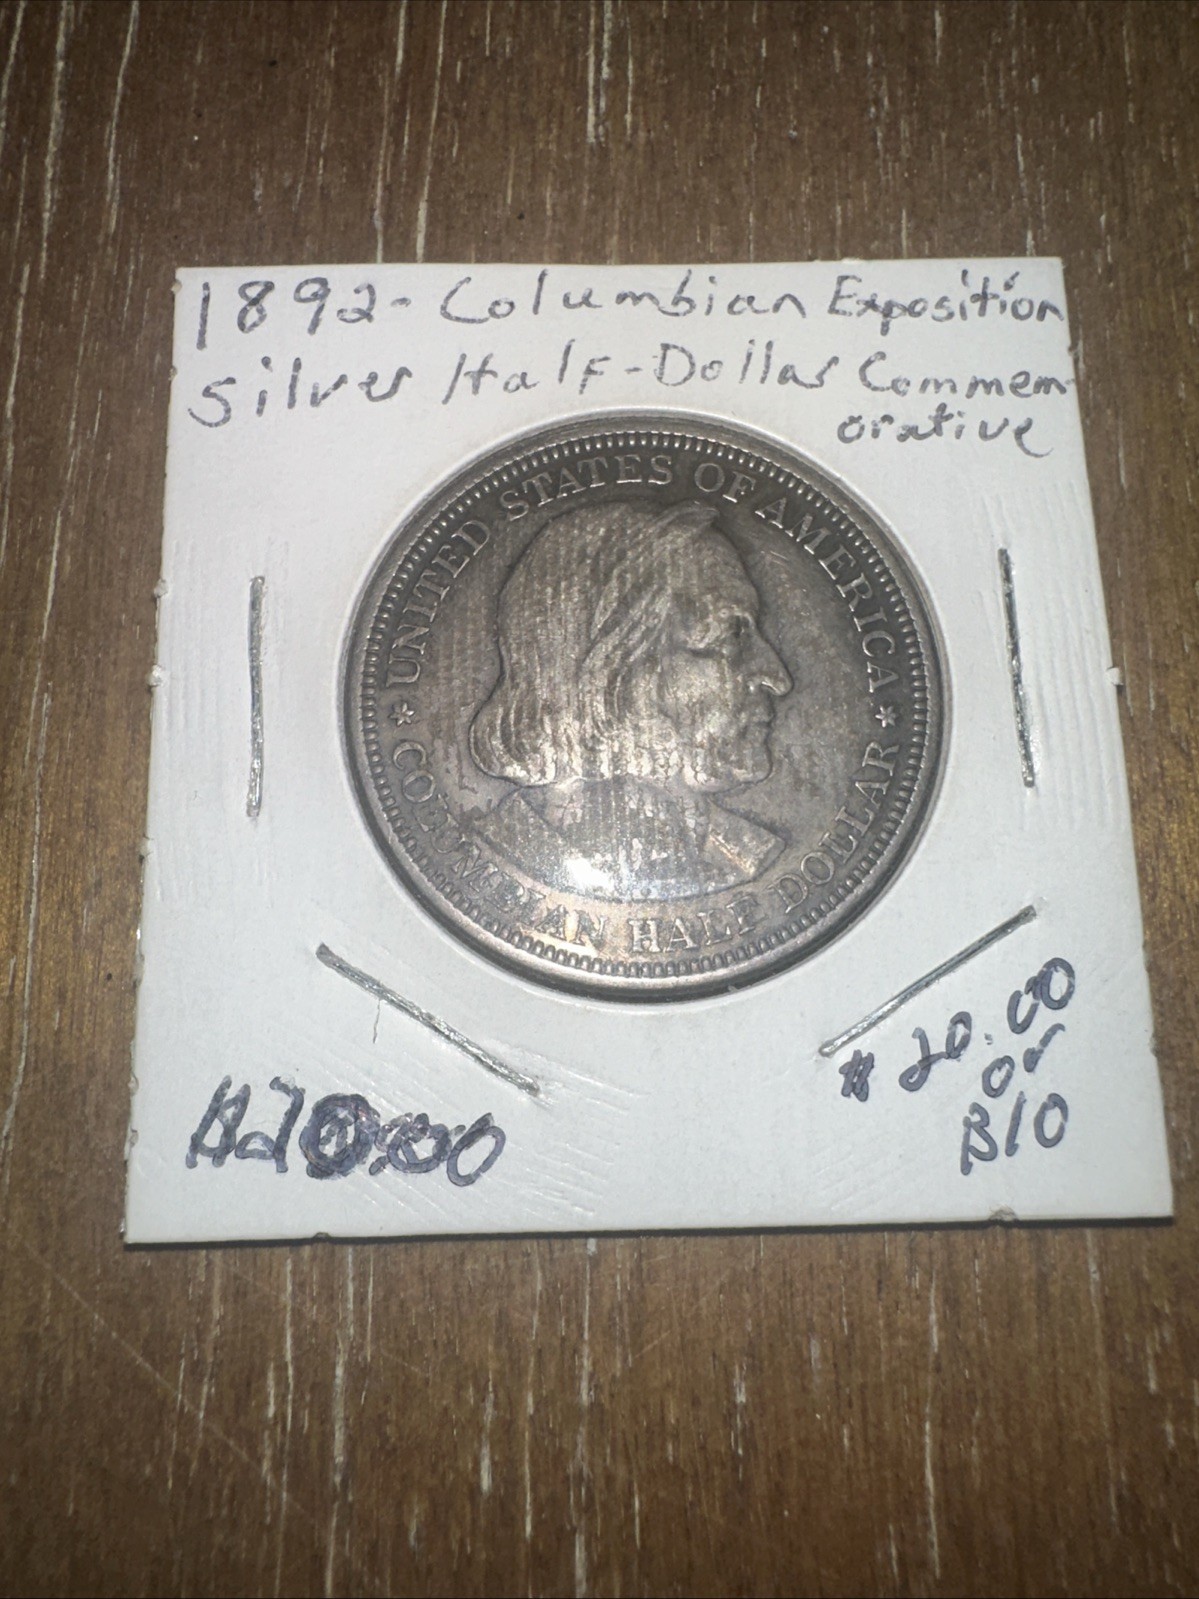 1892- Columbian Exposition
Silver Half-Dollar Commem-
orative
* UNITED STATES OF AMERICA *
COLUMBIAN HALF DOLLAR
$20.00
or
B10